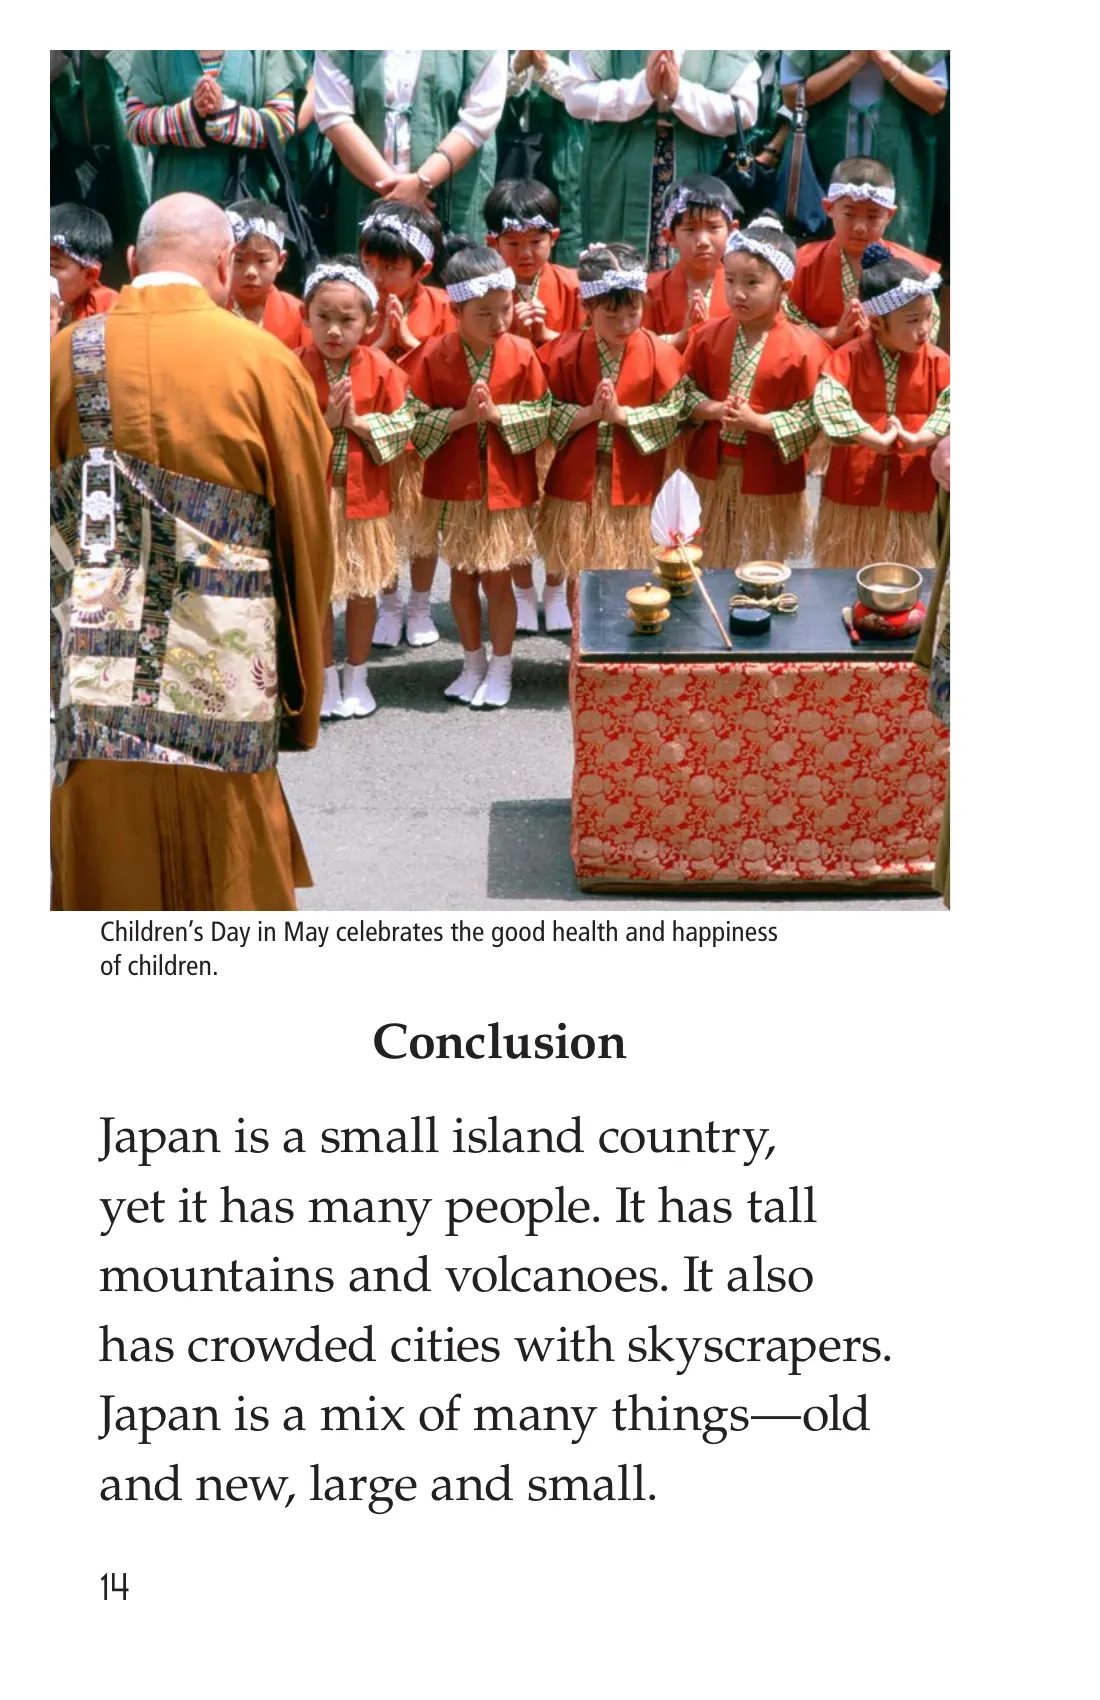 Children’s Day in May celebrates the good health and happiness
of children.
Conclusion
Japan is a small island country,
yet it has many people. It has tall
mountains and volcanoes. It also
has crowded cities with skyscrapers.
Japan is a mix of many things—old
and new, large and small.
14